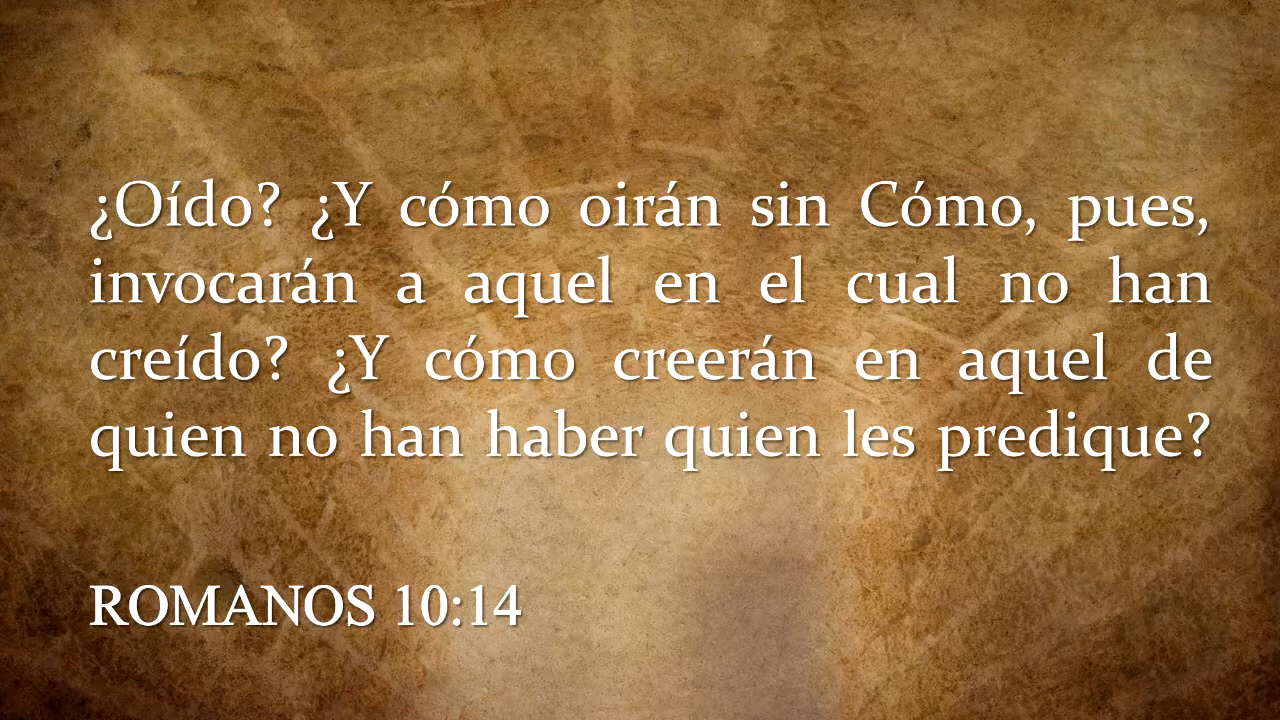 ¿Oído? ¿Y cómo oirán sin Cómo, pues,
invocarán a aquel en el cual no han
creído? ¿Y cómo creerán en aquel de
quien no han haber quien les predique?
ROMANOS 10:14